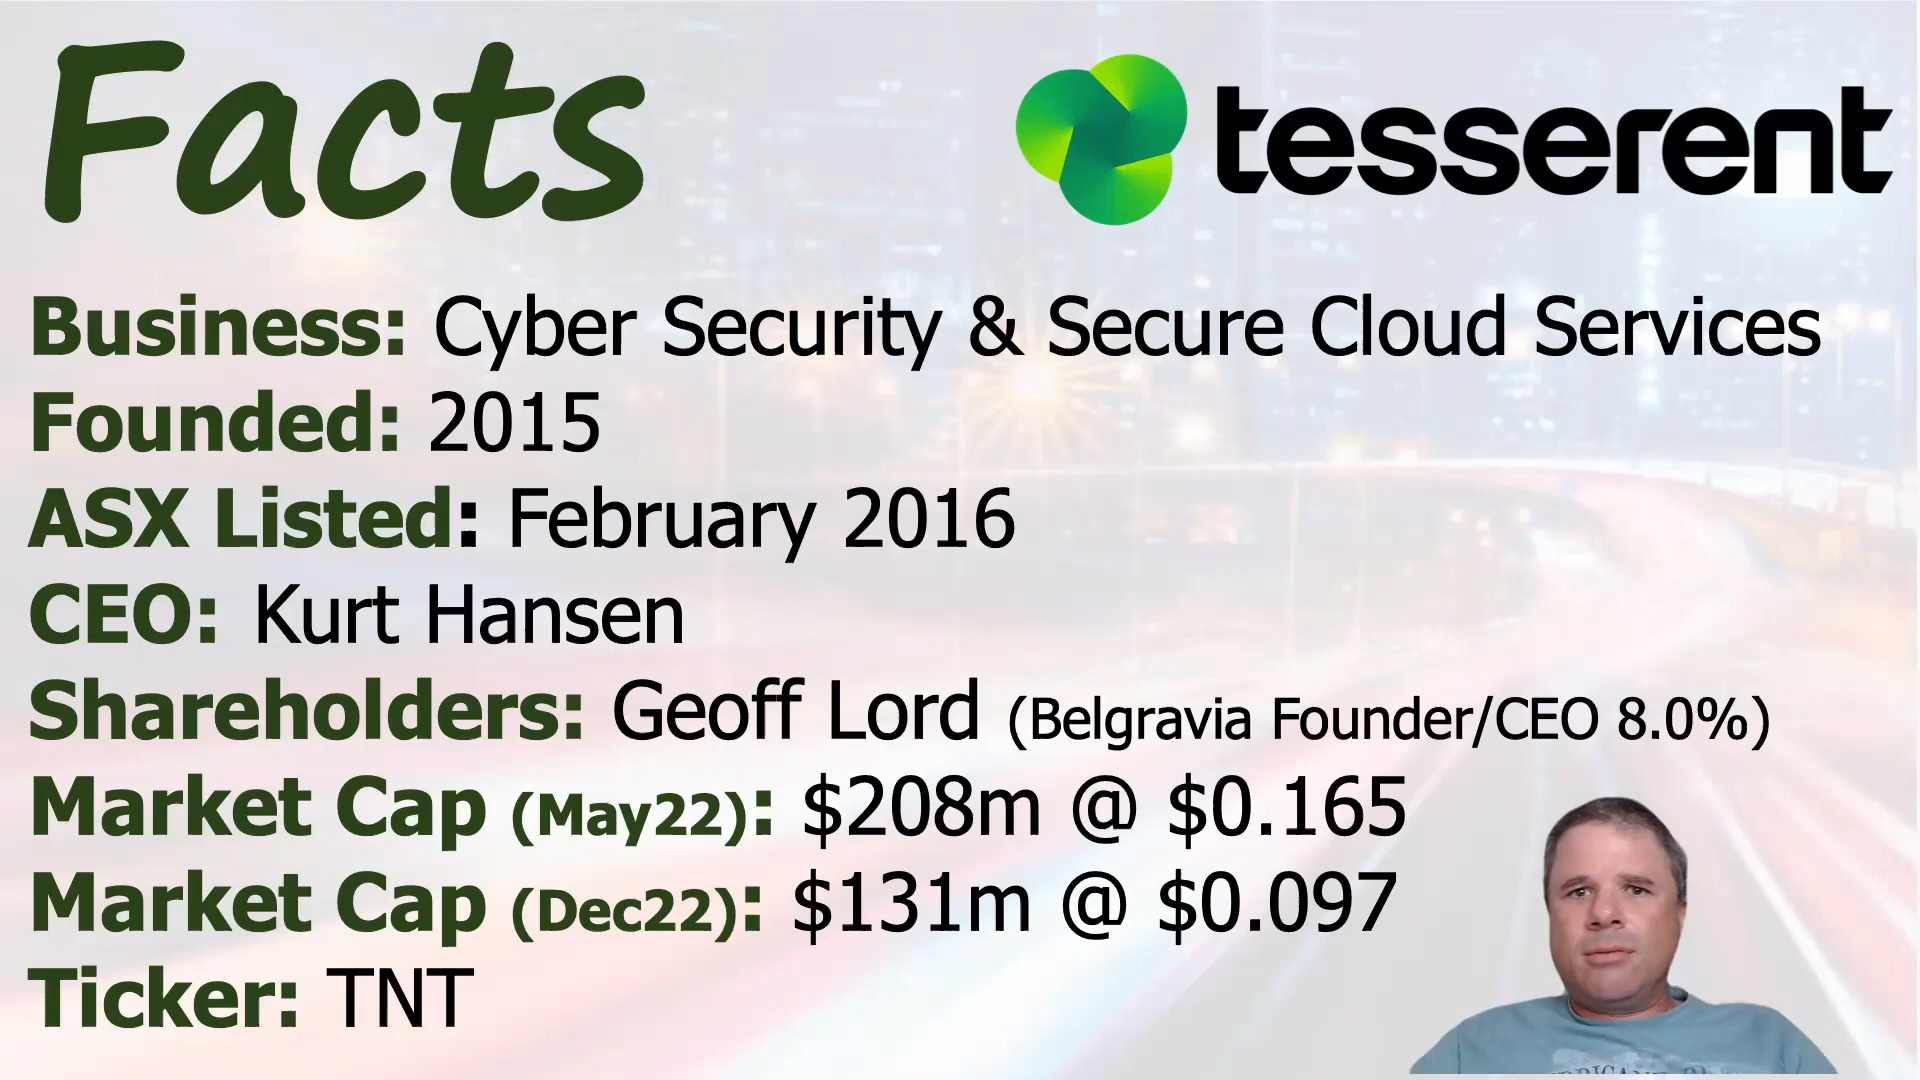 Facts
tesserent
Business: Cyber Security & Secure Cloud Services
Founded: 2015
ASX Listed: February 2016
CEO: Kurt Hansen
Shareholders: Geoff Lord (Belgravia Founder/CEO 8.0%)
Market Cap (May22): $208m @ $0.165
Market Cap (Dec22): $131m @ $0.097
Ticker: TNT